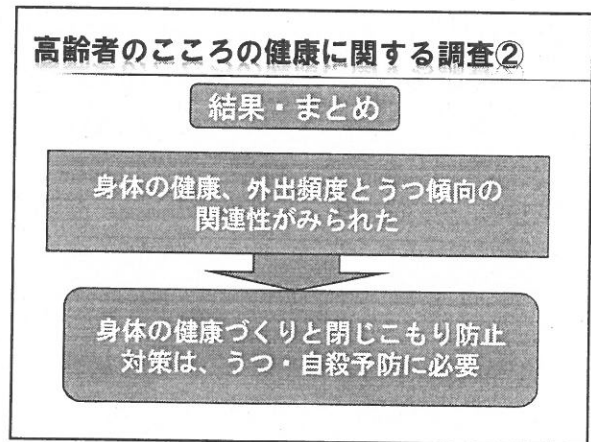 高齢者のこころの健康に関する調査②
結果・まとめ
身体の健康、外出頻度とうつ傾向の
関連性がみられた
身体の健康づくりと閉じこもり防止
対策は、うつ・自殺予防に必要